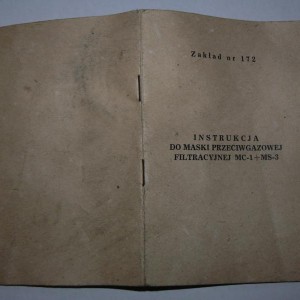 Zakład nr 172
INSTRUKCJA
DO MASKI PRZECIWGAZOWEJ
FILTRACYJNEJ MC-1÷MS-3